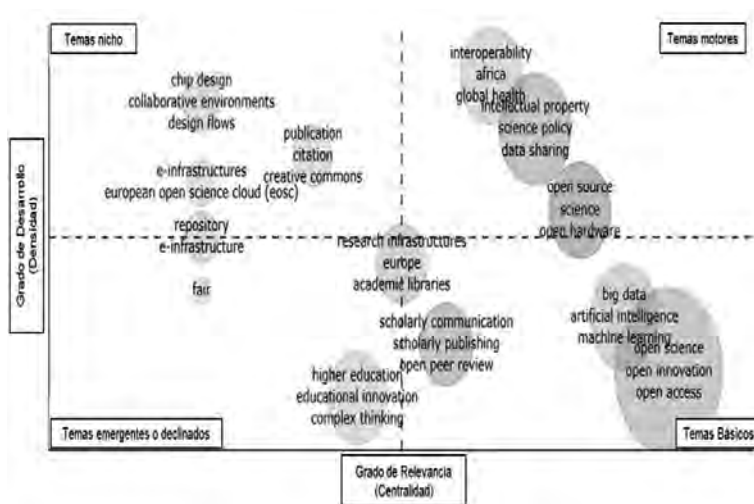 Temas nicho
Temas motores
chip design
collaborative environments
design flows
publication
citation
creative commons
interoperability
africa
global health
intellectual property
science policy
data sharing
e-infrastructures
european open science cloud (eosc)
open source
science
open hardware
repository
e-infrastructure
fair
research infrastructures
europe
academic libraries
big data
artificial intelligence
machine learning
scholarly communication
scholarly publishing
open peer review
open science
open innovation
open access
higher education
educational innovation
complex thinking
Temas emergentes o declinados
Temas Básicos
Grado de Desarrollo
(Densidad)
Grado de Relevancia
(Centralidad)